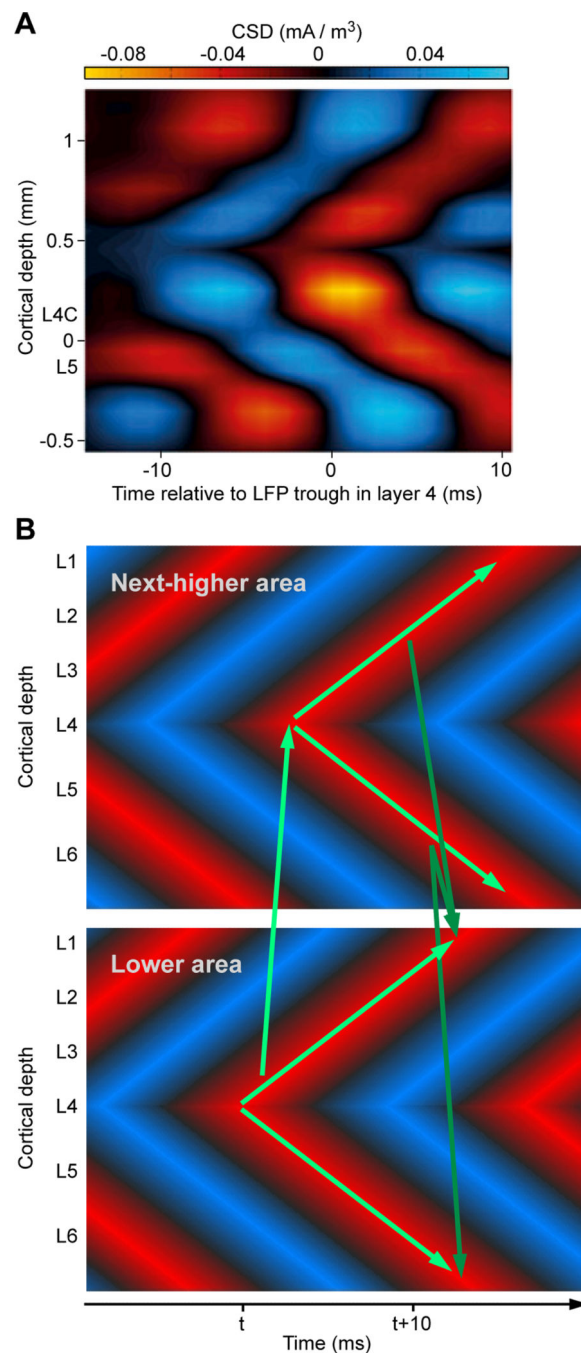 A
CSD (mA / m³)
-0.08 -0.04 0 0.04
Cortical depth (mm)
1
0.5
L4C
0
L5
-0.5
-10 0 10
Time relative to LFP trough in layer 4 (ms)
B
Next-higher area
Cortical depth
L1
L2
L3
L4
L5
L6
Lower area
Cortical depth
L1
L2
L3
L4
L5
L6
t t+10
Time (ms)